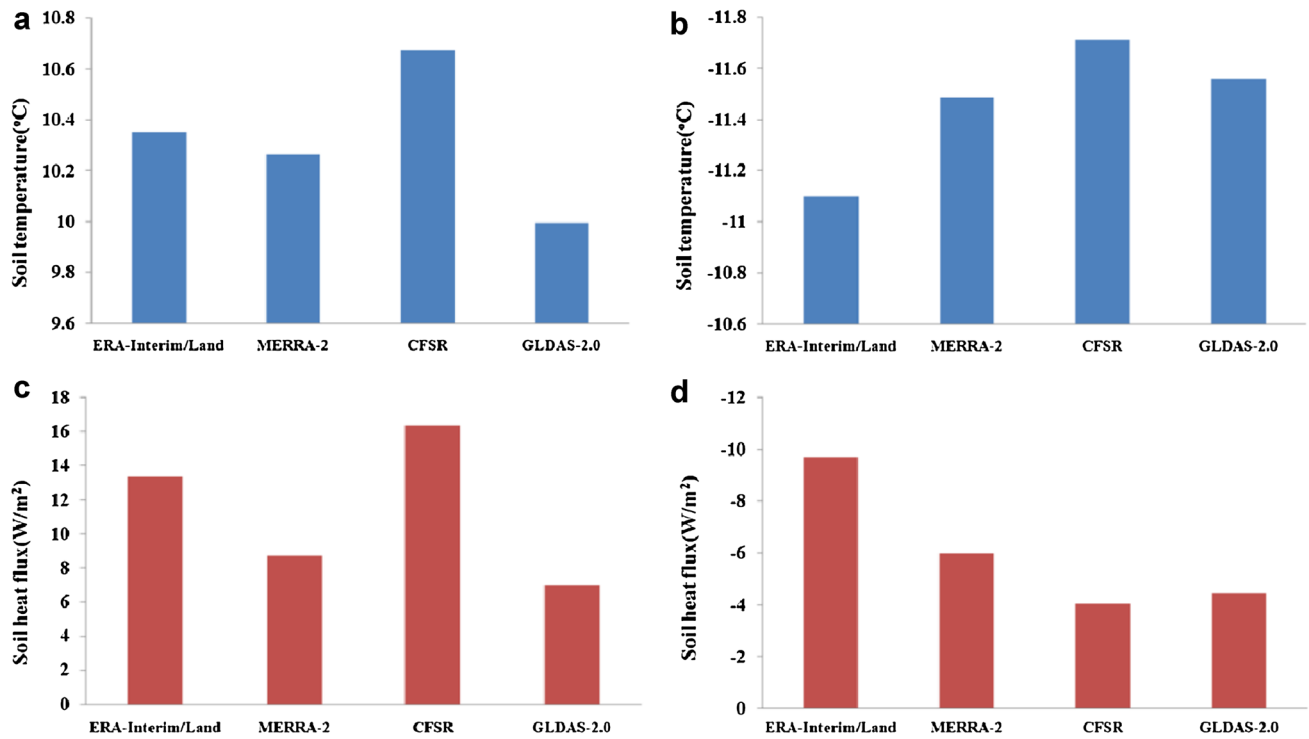 a
Soil temperature(°C)
10.8
10.6
10.4
10.2
10
9.8
9.6
ERA-Interim/Land MERRA-2 CFSR GLDAS-2.0
b
Soil temperature(°C)
-11.8
-11.6
-11.4
-11.2
-11
-10.8
-10.6
ERA-Interim/Land MERRA-2 CFSR GLDAS-2.0
c
Soil heat flux(W/m²)
18
16
14
12
10
8
6
4
2
0
ERA-Interim/Land MERRA-2 CFSR GLDAS-2.0
d
Soil heat flux(W/m²)
-12
-10
-8
-6
-4
-2
0
ERA-Interim/Land MERRA-2 CFSR GLDAS-2.0